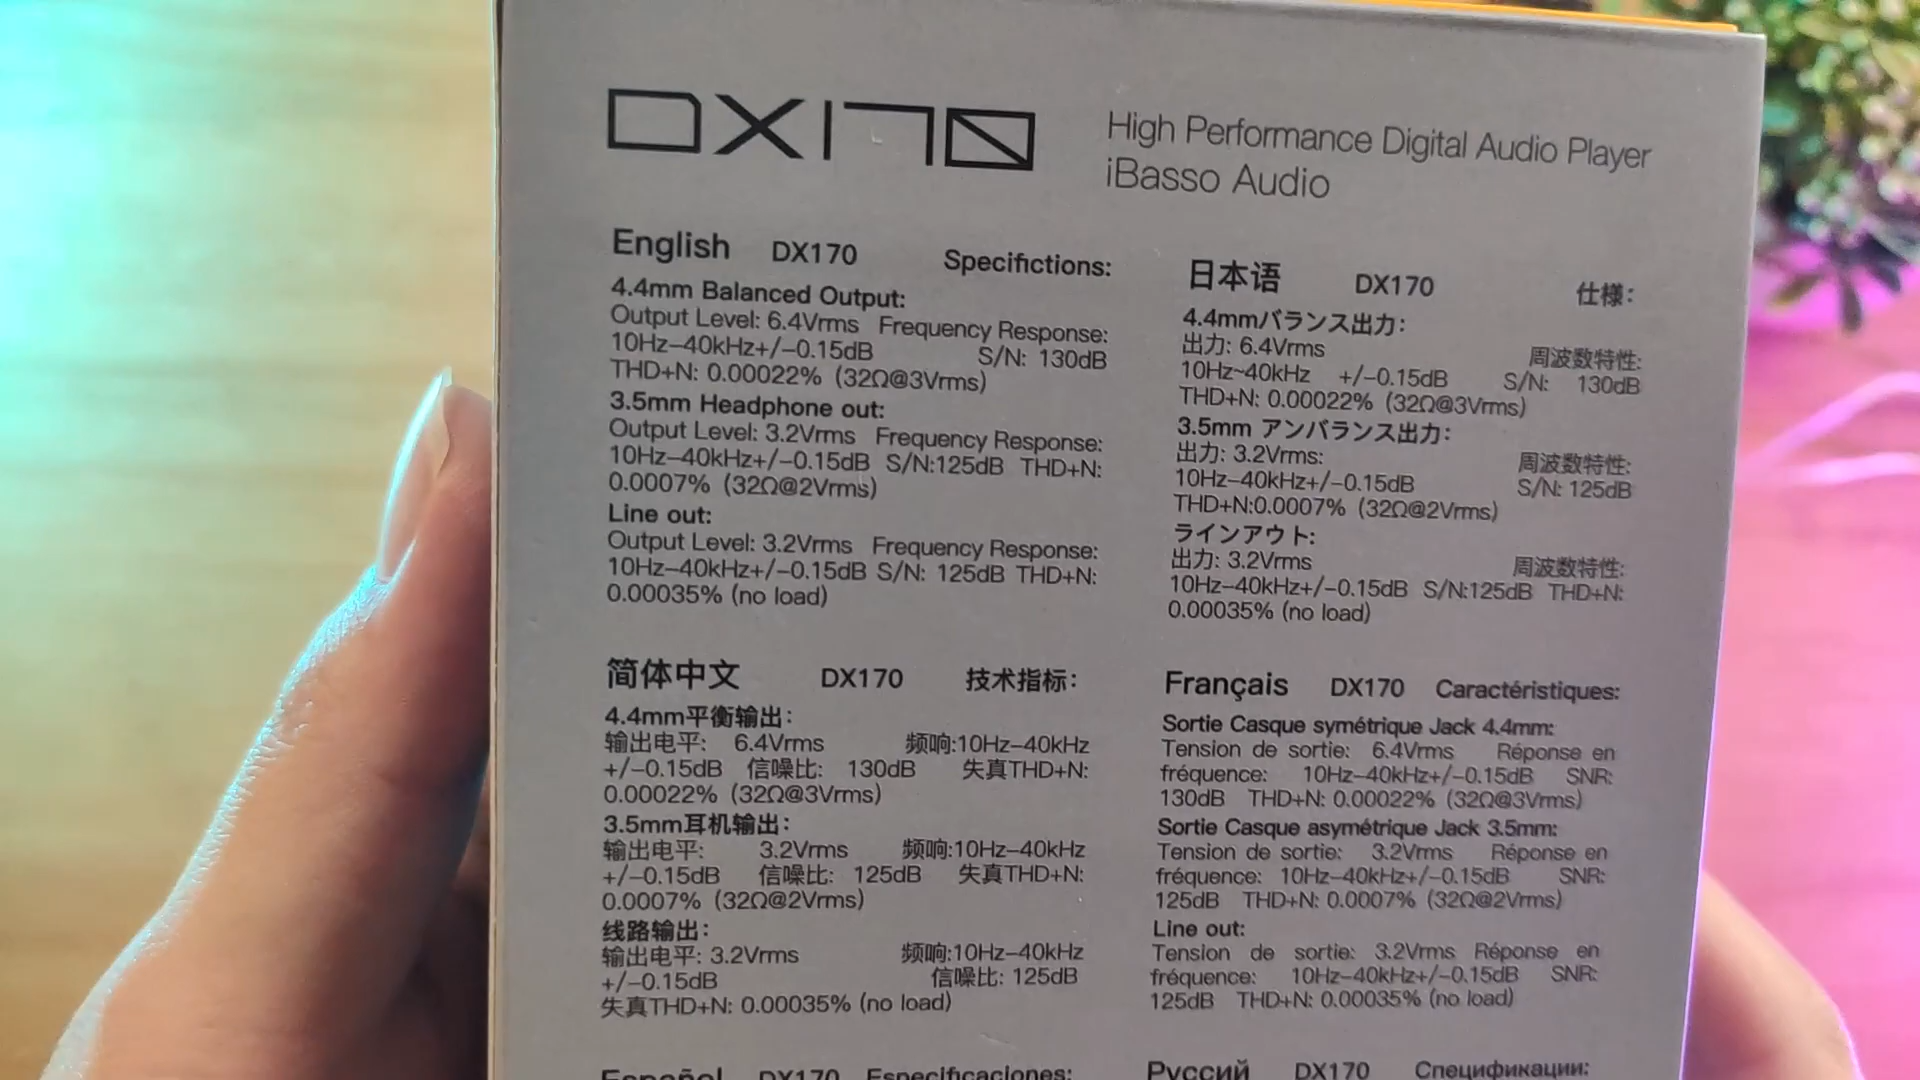 DX170
High Performance Digital Audio Player
iBasso Audio
English DX170 Specifictions:
4.4mm Balanced Output:
Output Level: 6.4Vrms Frequency Response:
10Hz–40kHz+/–0.15dB S/N: 130dB
THD+N: 0.00022% (32Ω@3Vrms)
3.5mm Headphone out:
Output Level: 3.2Vrms Frequency Response:
10Hz–40kHz+/–0.15dB S/N:125dB THD+N:
0.0007% (32Ω@2Vrms)
Line out:
Output Level: 3.2Vrms Frequency Response:
10Hz–40kHz+/–0.15dB S/N: 125dB THD+N:
0.00035% (no load)
日本语 DX170 仕様:
4.4mmバランス出力:
出力: 6.4Vrms 周波数特性:
10Hz~40kHz +/–0.15dB S/N: 130dB
THD+N: 0.00022% (32Ω@3Vrms)
3.5mm アンバランス出力:
出力: 3.2Vrms: 周波数特性:
10Hz–40kHz+/–0.15dB S/N: 125dB
THD+N:0.0007% (32Ω@2Vrms)
ラインアウト:
出力: 3.2Vrms 周波数特性:
10Hz–40kHz+/–0.15dB S/N:125dB THD+N:
0.00035% (no load)
简体中文 DX170 技术指标:
4.4mm平衡输出:
输出电平: 6.4Vrms 频响:10Hz–40kHz
+/–0.15dB 信噪比: 130dB 失真THD+N:
0.00022% (32Ω@3Vrms)
3.5mm耳机输出:
输出电平: 3.2Vrms 频响:10Hz–40kHz
+/–0.15dB 信噪比: 125dB 失真THD+N:
0.0007% (32Ω@2Vrms)
线路输出:
输出电平: 3.2Vrms 频响:10Hz–40kHz
+/–0.15dB 信噪比: 125dB
失真THD+N: 0.00035% (no load)
Français DX170 Caractéristiques:
Sortie Casque symétrique Jack 4.4mm:
Tension de sortie: 6.4Vrms Réponse en
fréquence: 10Hz–40kHz+/–0.15dB SNR:
130dB THD+N: 0.00022% (32Ω@3Vrms)
Sortie Casque asymétrique Jack 3.5mm:
Tension de sortie: 3.2Vrms Réponse en
fréquence: 10Hz–40kHz+/–0.15dB SNR:
125dB THD+N: 0.0007% (32Ω@2Vrms)
Line out:
Tension de sortie: 3.2Vrms Réponse en
fréquence: 10Hz–40kHz+/–0.15dB SNR:
125dB THD+N: 0.00035% (no load)
Español DX170 Especificaciones:
Русский DX170 Спецификации: